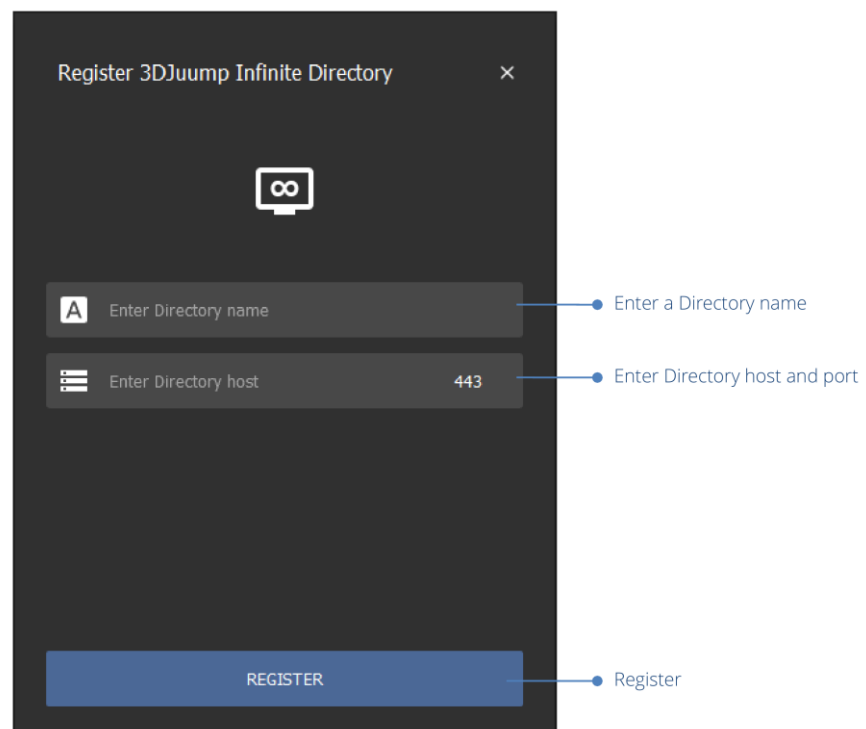 Register 3DJuump Infinite Directory
Enter Directory name
Enter a Directory name
Enter Directory host 443
Enter Directory host and port
REGISTER
Register